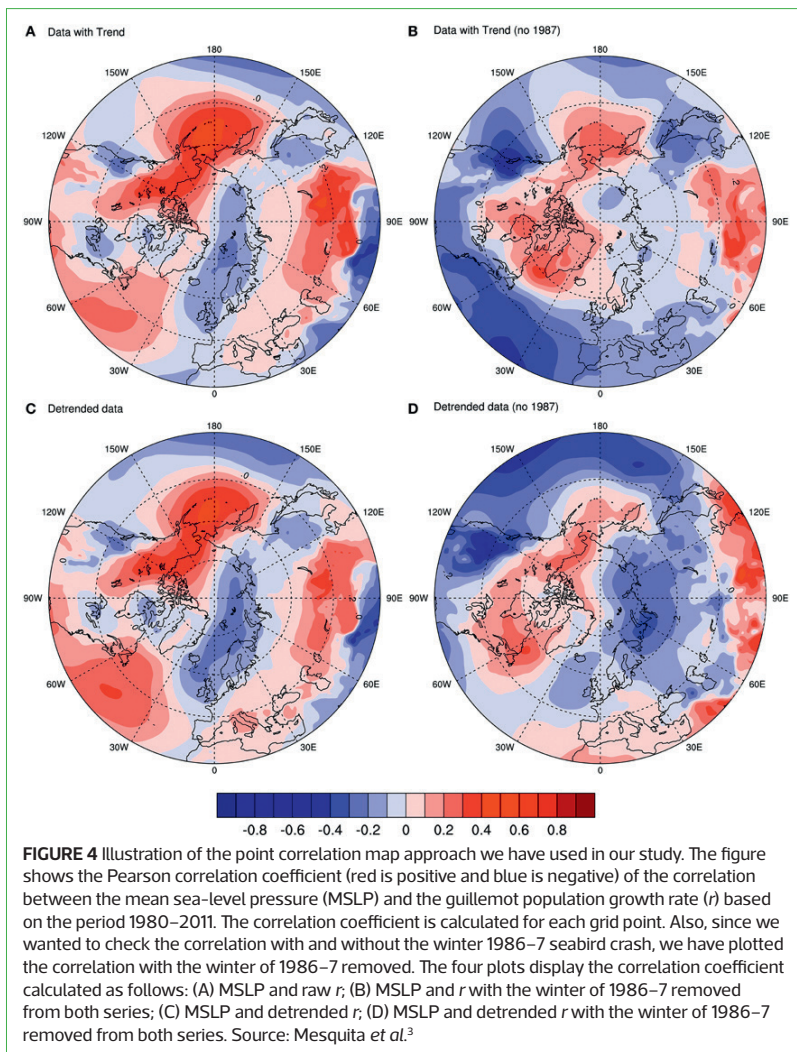 A Data with Trend
B Data with Trend (no 1987)
180
150W
150E
120W
120E
90W
90E
60W
60E
30W
30E
0
180
150W
150E
120W
120E
90W
90E
60W
60E
30W
30E
0
C Detrended data
D Detrended data (no 1987)
180
150W
150E
120W
120E
90W
90E
60W
60E
30W
30E
0
180
150W
150E
120W
120E
90W
90E
60W
60E
30W
30E
0
-0.8 -0.6 -0.4 -0.2 0 0.2 0.4 0.6 0.8
FIGURE 4 Illustration of the point correlation map approach we have used in our study. The figure
shows the Pearson correlation coefficient (red is positive and blue is negative) of the correlation
between the mean sea-level pressure (MSLP) and the guillemot population growth rate (r) based
on the period 1980–2011. The correlation coefficient is calculated for each grid point. Also, since we
wanted to check the correlation with and without the winter 1986–7 seabird crash, we have plotted
the correlation with the winter of 1986–7 removed. The four plots display the correlation coefficient
calculated as follows: (A) MSLP and raw r; (B) MSLP and r with the winter of 1986–7 removed
from both series; (C) MSLP and detrended r; (D) MSLP and detrended r with the winter of 1986–7
removed from both series. Source: Mesquita et al.³